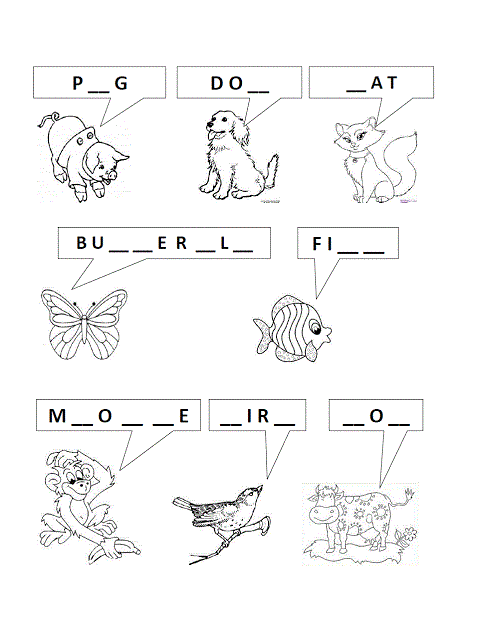 P __ G
D O __
__ A T
B U __ __ E R __ L __
F I __ __
M __ O __ __ E
__ I R __
__ O __